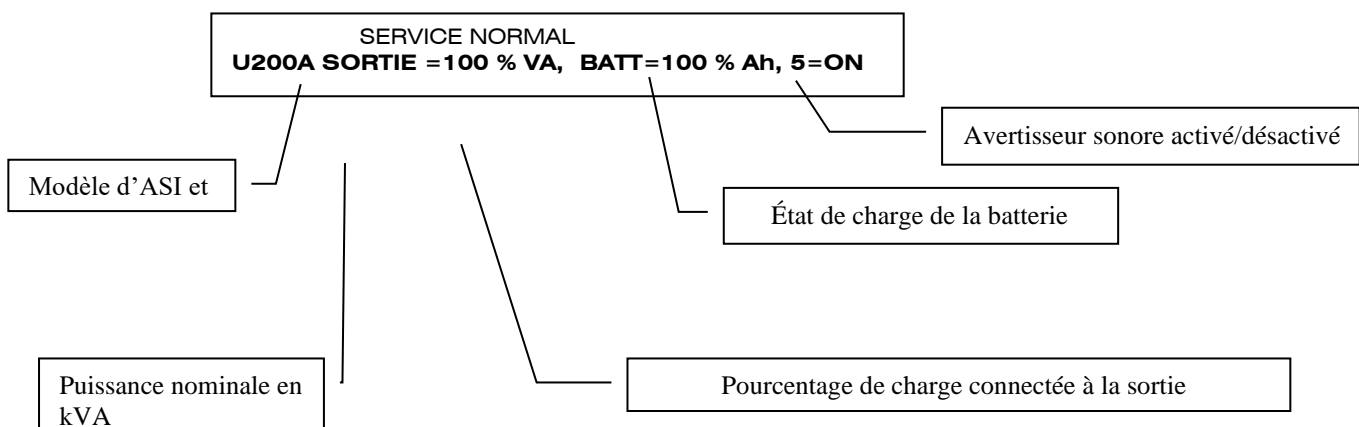 SERVICE NORMAL
U200A SORTIE =100 % VA, BATT=100 % Ah, 5=ON
Avertisseur sonore activé/désactivé
Modèle d’ASI et
État de charge de la batterie
Puissance nominale en
kVA
Pourcentage de charge connectée à la sortie